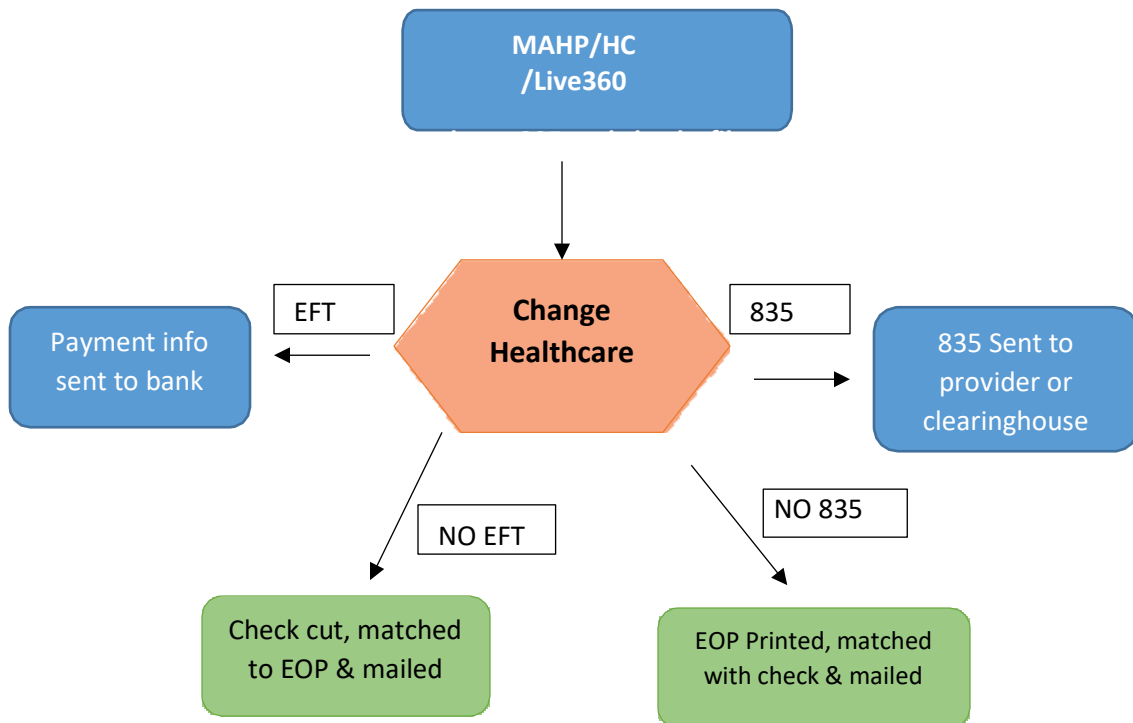 MAHP/HC
/Live360
Change
Healthcare
EFT
835
Payment info
sent to bank
835 Sent to
provider or
clearinghouse
NO EFT
NO 835
Check cut, matched
to EOP & mailed
EOP Printed, matched
with check & mailed